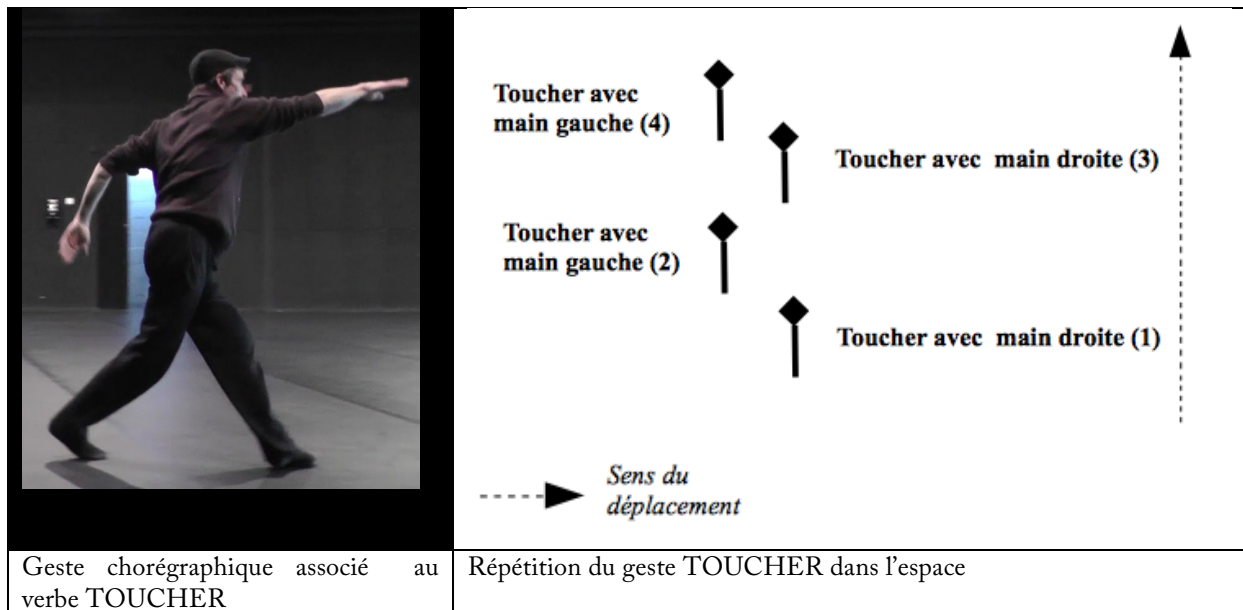 Toucher avec
main gauche (4)
Toucher avec main droite (3)
Toucher avec
main gauche (2)
Toucher avec main droite (1)
Sens du
déplacement
Geste chorégraphique associé au
verbe TOUCHER
Répétition du geste TOUCHER dans l'espace